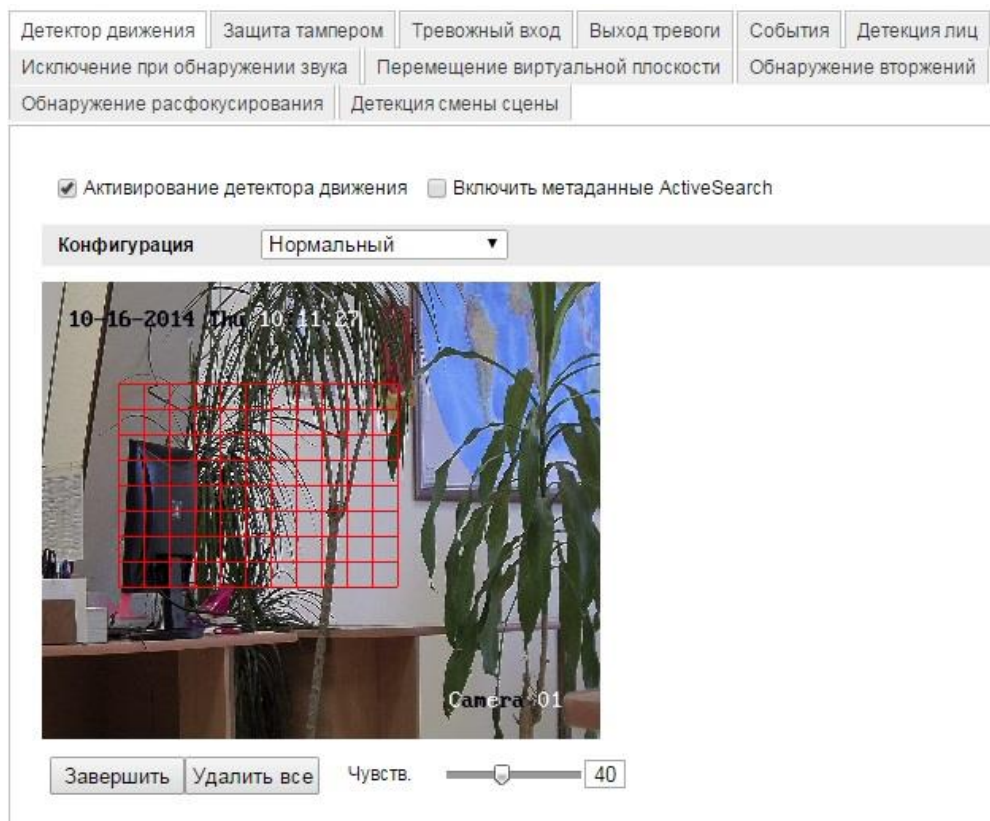 Детектор движения Защита тампером Тревожный вход Выход тревоги События Детекция лиц
Исключение при обнаружении звука Перемещение виртуальной плоскости Обнаружение вторжений
Обнаружение расфокусирования Детекция смены сцены
Активирование детектора движения Включить метаданные ActiveSearch
Конфигурация Нормальный
10-16-2014 Thu 10:11:27
Camera 01
Завершить Удалить все Чувств. 40